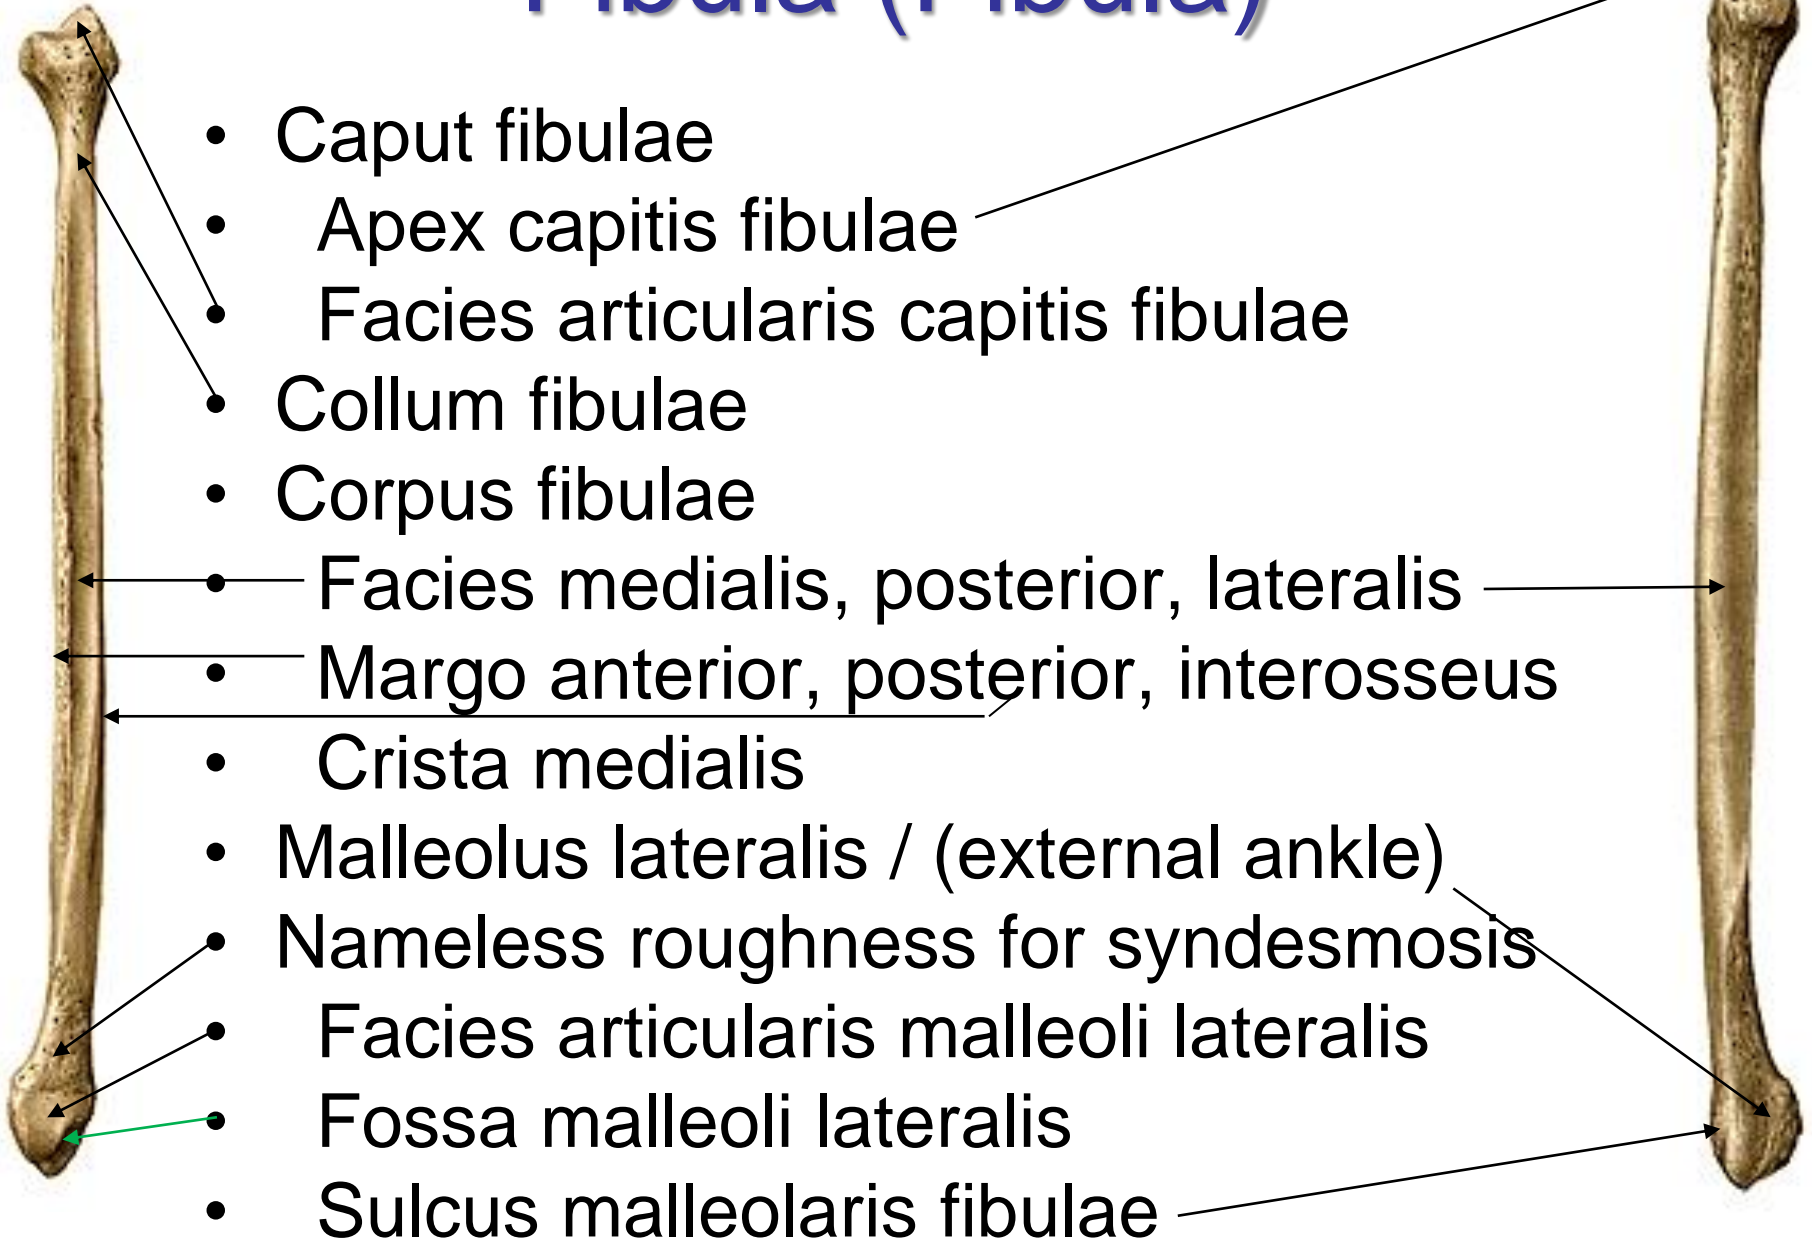 Fibula (Fibula)
• Caput fibulae
• Apex capitis fibulae
• Facies articularis capitis fibulae
• Collum fibulae
• Corpus fibulae
• Facies medialis, posterior, lateralis
• Margo anterior, posterior, interosseus
• Crista medialis
• Malleolus lateralis / (external ankle)
• Nameless roughness for syndesmosis
• Facies articularis malleoli lateralis
• Fossa malleoli lateralis
• Sulcus malleolaris fibulae